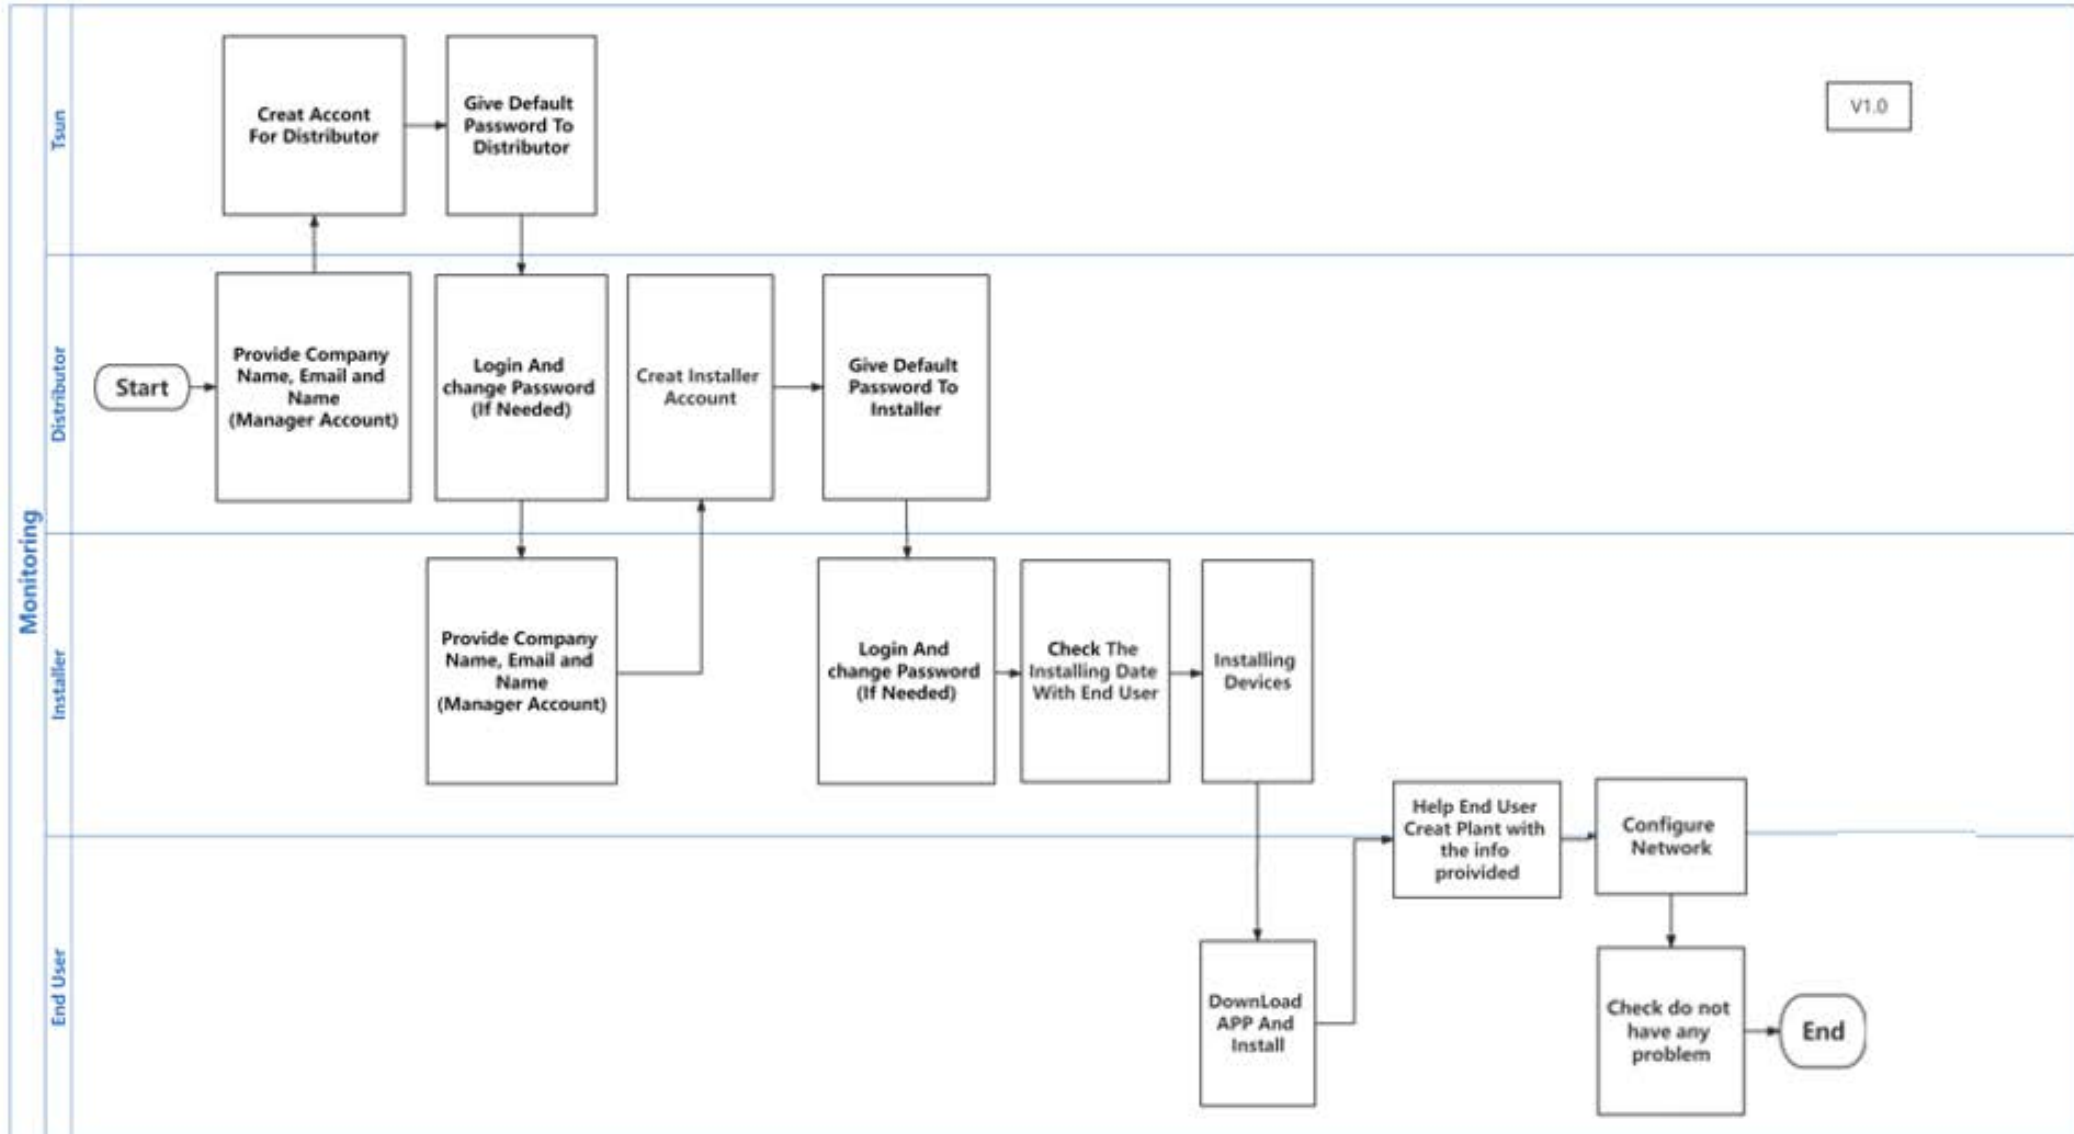 Monitoring
Tsun
Creat Accont
For Distributor
Give Default
Password To
Distributor
V1.0
Distributor
Start
Provide Company
Name, Email and
Name
(Manager Account)
Login And
change Password
(If Needed)
Creat Installer
Account
Give Default
Password To
Installer
Installer
Provide Company
Name, Email and
Name
(Manager Account)
Login And
change Password
(If Needed)
Check The
Installing Date
With End User
Installing
Devices
Help End User
Creat Plant with
the info
proivided
Configure
Network
End User
DownLoad
APP And
Install
Check do not
have any
problem
End